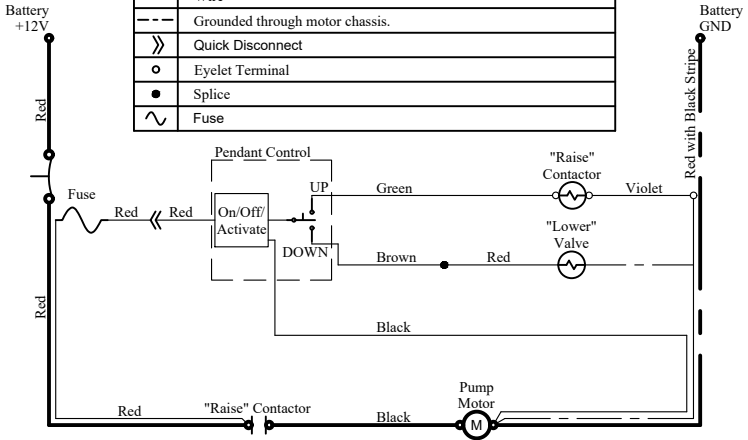 Battery
+12V
Battery
GND
Grounded through motor chassis.
Quick Disconnect
Eyelet Terminal
Splice
Fuse
Red
Red with Black Stripe
Pendant Control
"Raise"
Contactor
Fuse
Red
Red
On/Off/
Activate
UP
Green
Violet
"Lower"
Valve
DOWN
Brown
Red
Red
Black
Pump
Motor
Red
"Raise" Contactor
Black
M